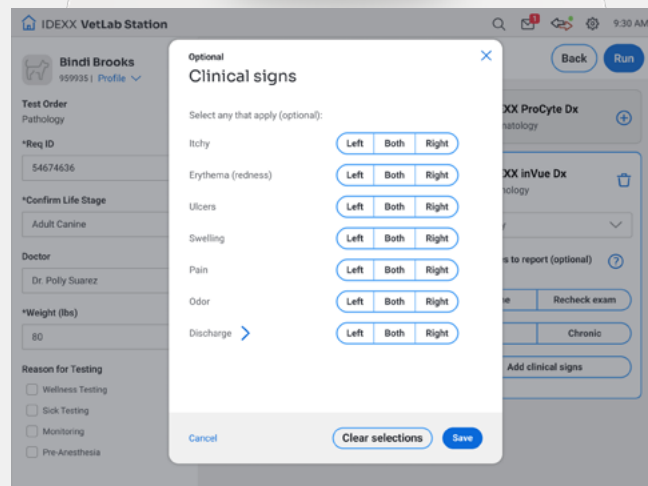 IDEXX VetLab Station
1
9:30 AM
Bindi Brooks
959935 | Profile
Back
Run
Test Order
Pathology
*Req ID
54674636
*Confirm Life Stage
Adult Canine
Doctor
Dr. Polly Suarez
*Weight (lbs)
80
Reason for Testing
Wellness Testing
Sick Testing
Monitoring
Pre-Anesthesia
Optional
Clinical signs
Select any that apply (optional):
Itchy Left Both Right
Erythema (redness) Left Both Right
Ulcers Left Both Right
Swelling Left Both Right
Pain Left Both Right
Odor Left Both Right
Discharge Left Both Right
Cancel Clear selections Save
XX ProCyte Dx
matology
XX inVue Dx
ology
s to report (optional)
Recheck exam
Chronic
Add clinical signs